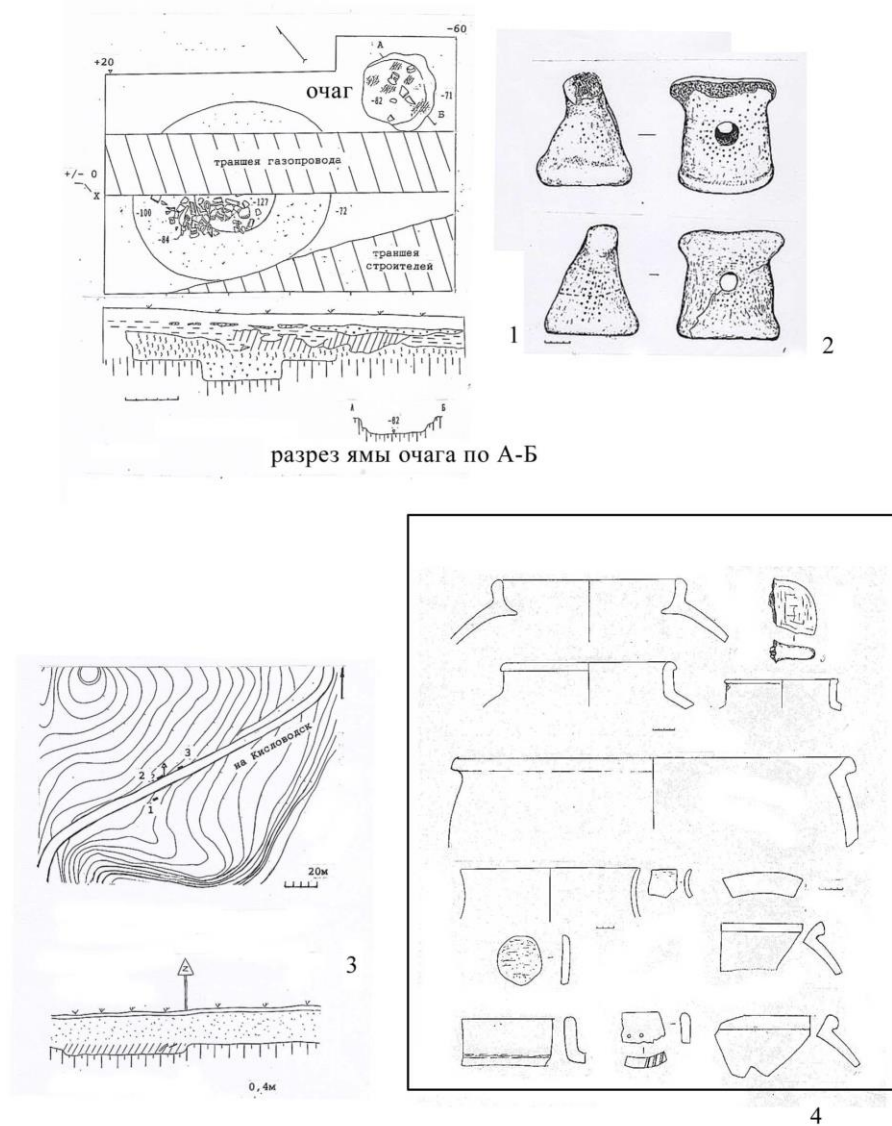 -60
+20
А
очаг
-82
-71
Б
траншея газопровода
+/- 0
X
-100
-127
-72
-84
траншея
строителей
1
2
А
Б
-82
разрез ямы очага по А-Б
на Кисловодск
3
2
1
20м
3
0,4м
4